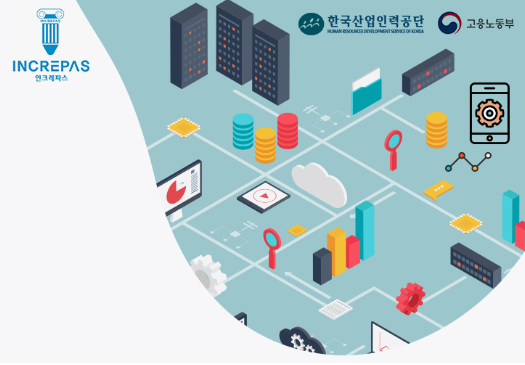 INCREPAS
INCREPAS
인크레파스
한국산업인력공단
HUMAN RESOURCES DEVELOPMENT SERVICE OF KOREA
고용노동부